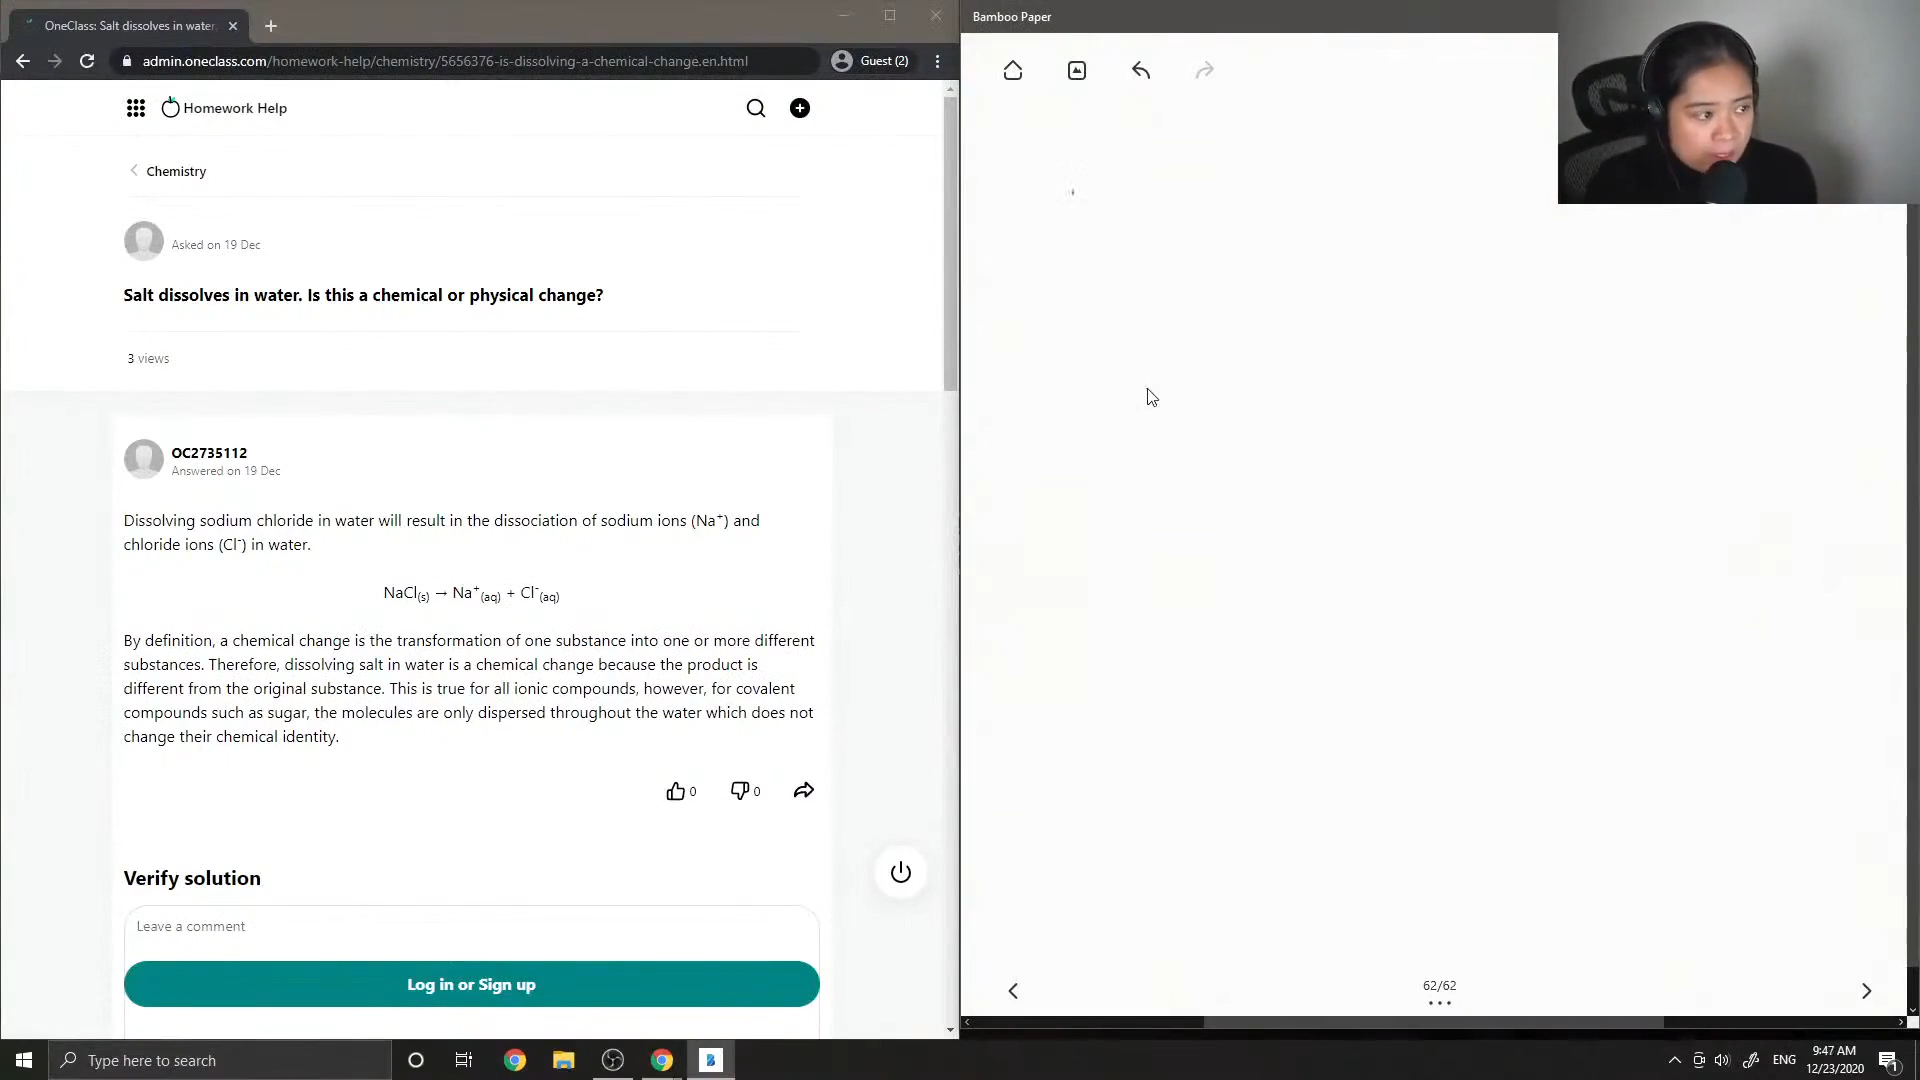 OneClass: Salt dissolves in water
Bamboo Paper
admin.oneclass.com/homework-help/chemistry/5656376-is-dissolving-a-chemical-change.en.html
Guest (2)
Homework Help
Chemistry
Asked on 19 Dec
Salt dissolves in water. Is this a chemical or physical change?
3 views
OC2735112
Answered on 19 Dec
Dissolving sodium chloride in water will result in the dissociation of sodium ions (Na⁺) and
chloride ions (Cl⁻) in water.
NaCl₍s₎ → Na⁺(aq) + Cl⁻(aq)
By definition, a chemical change is the transformation of one substance into one or more different
substances. Therefore, dissolving salt in water is a chemical change because the product is
different from the original substance. This is true for all ionic compounds, however, for covalent
compounds such as sugar, the molecules are only dispersed throughout the water which does not
change their chemical identity.
0 0
Verify solution
Leave a comment
Log in or Sign up
62/62
Type here to search
ENG
9:47 AM
12/23/2020
1